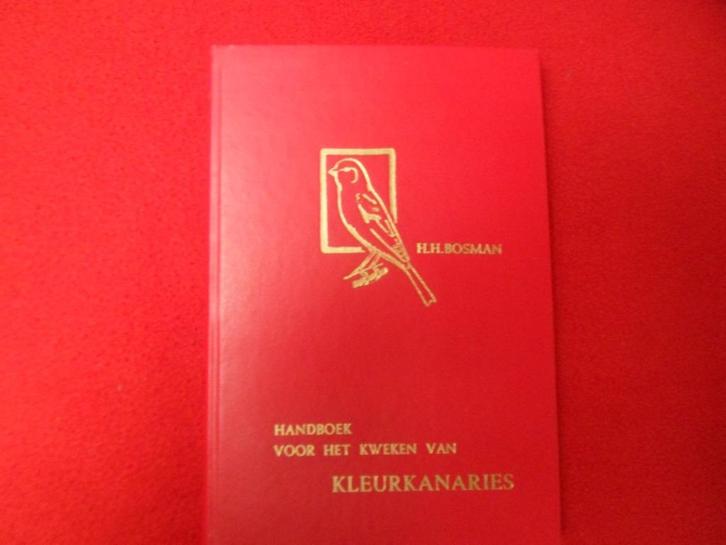 H.H.BOSMAN
HANDBOEK
VOOR HET KWEKEN VAN
KLEURKANARIES